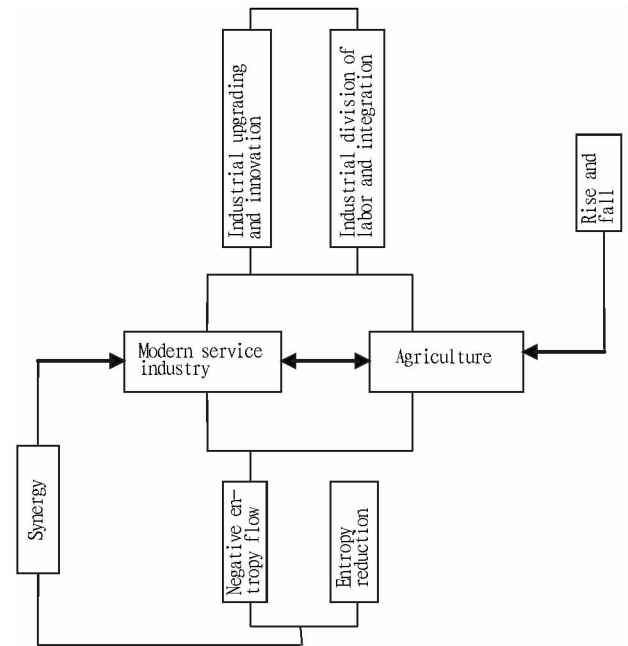 Industrial upgrading
and innovation
Industrial division of
labor and integration
Rise and
fall
Modern service
industry
Agriculture
Synergy
Negative en-
tropy flow
Entropy
reduction